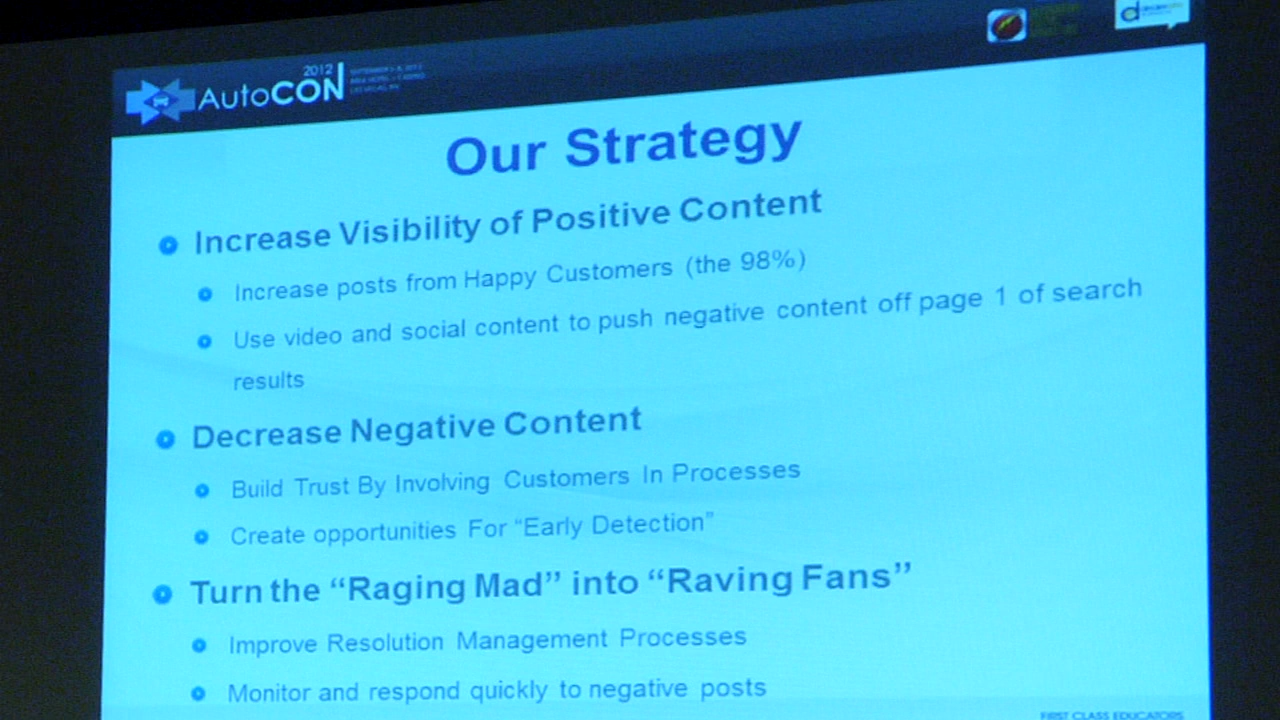 2012
AutoCON
Our Strategy
Increase Visibility of Positive Content
Increase posts from Happy Customers (the 98%)
Use video and social content to push negative content off page 1 of search
results
Decrease Negative Content
Build Trust By Involving Customers In Processes
Create opportunities For “Early Detection”
Turn the “Raging Mad” into “Raving Fans”
Improve Resolution Management Processes
Monitor and respond quickly to negative posts
FIRST CLASS EDUCATORS